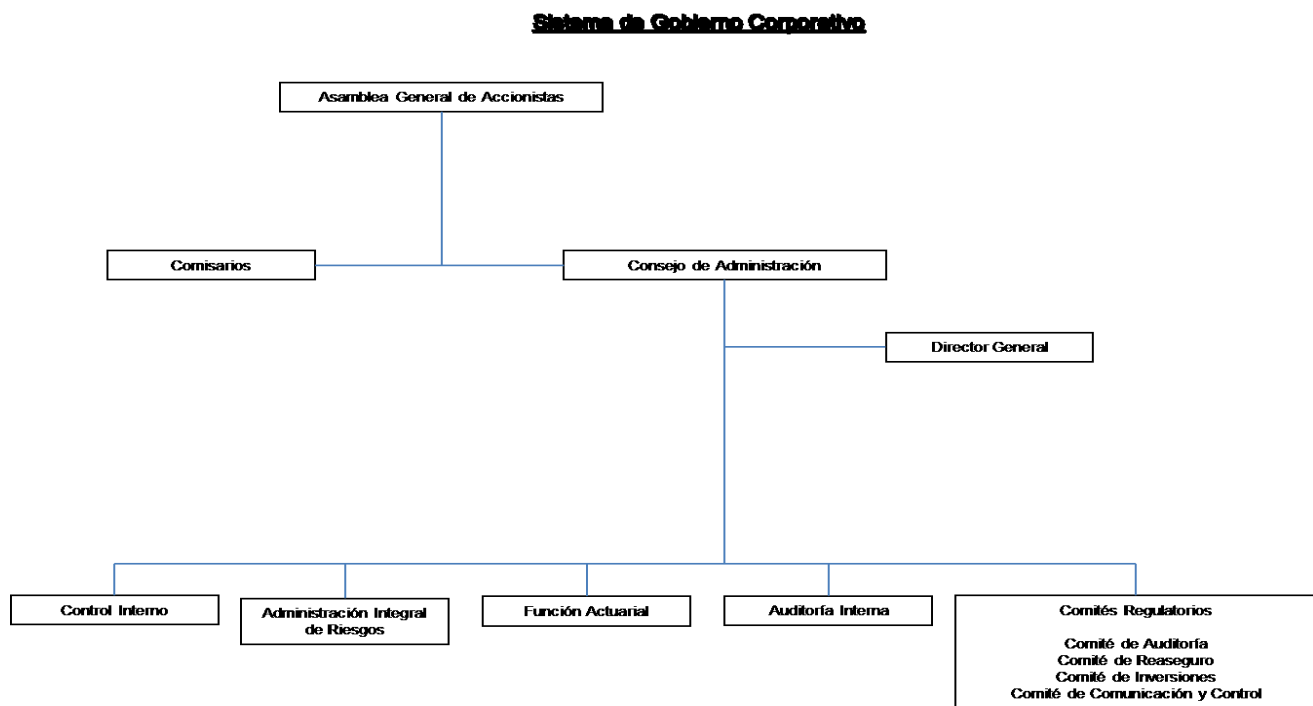 Sistema de Gobierno Corporativo
Asamblea General de Accionistas
Comisarios
Consejo de Administración
Director General
Control Interno
Administración Integral
de Riesgos
Función Actuarial
Auditoría Interna
Comités Regulatorios
Comité de Auditoría
Comité de Reaseguro
Comité de Inversiones
Comité de Comunicación y Control